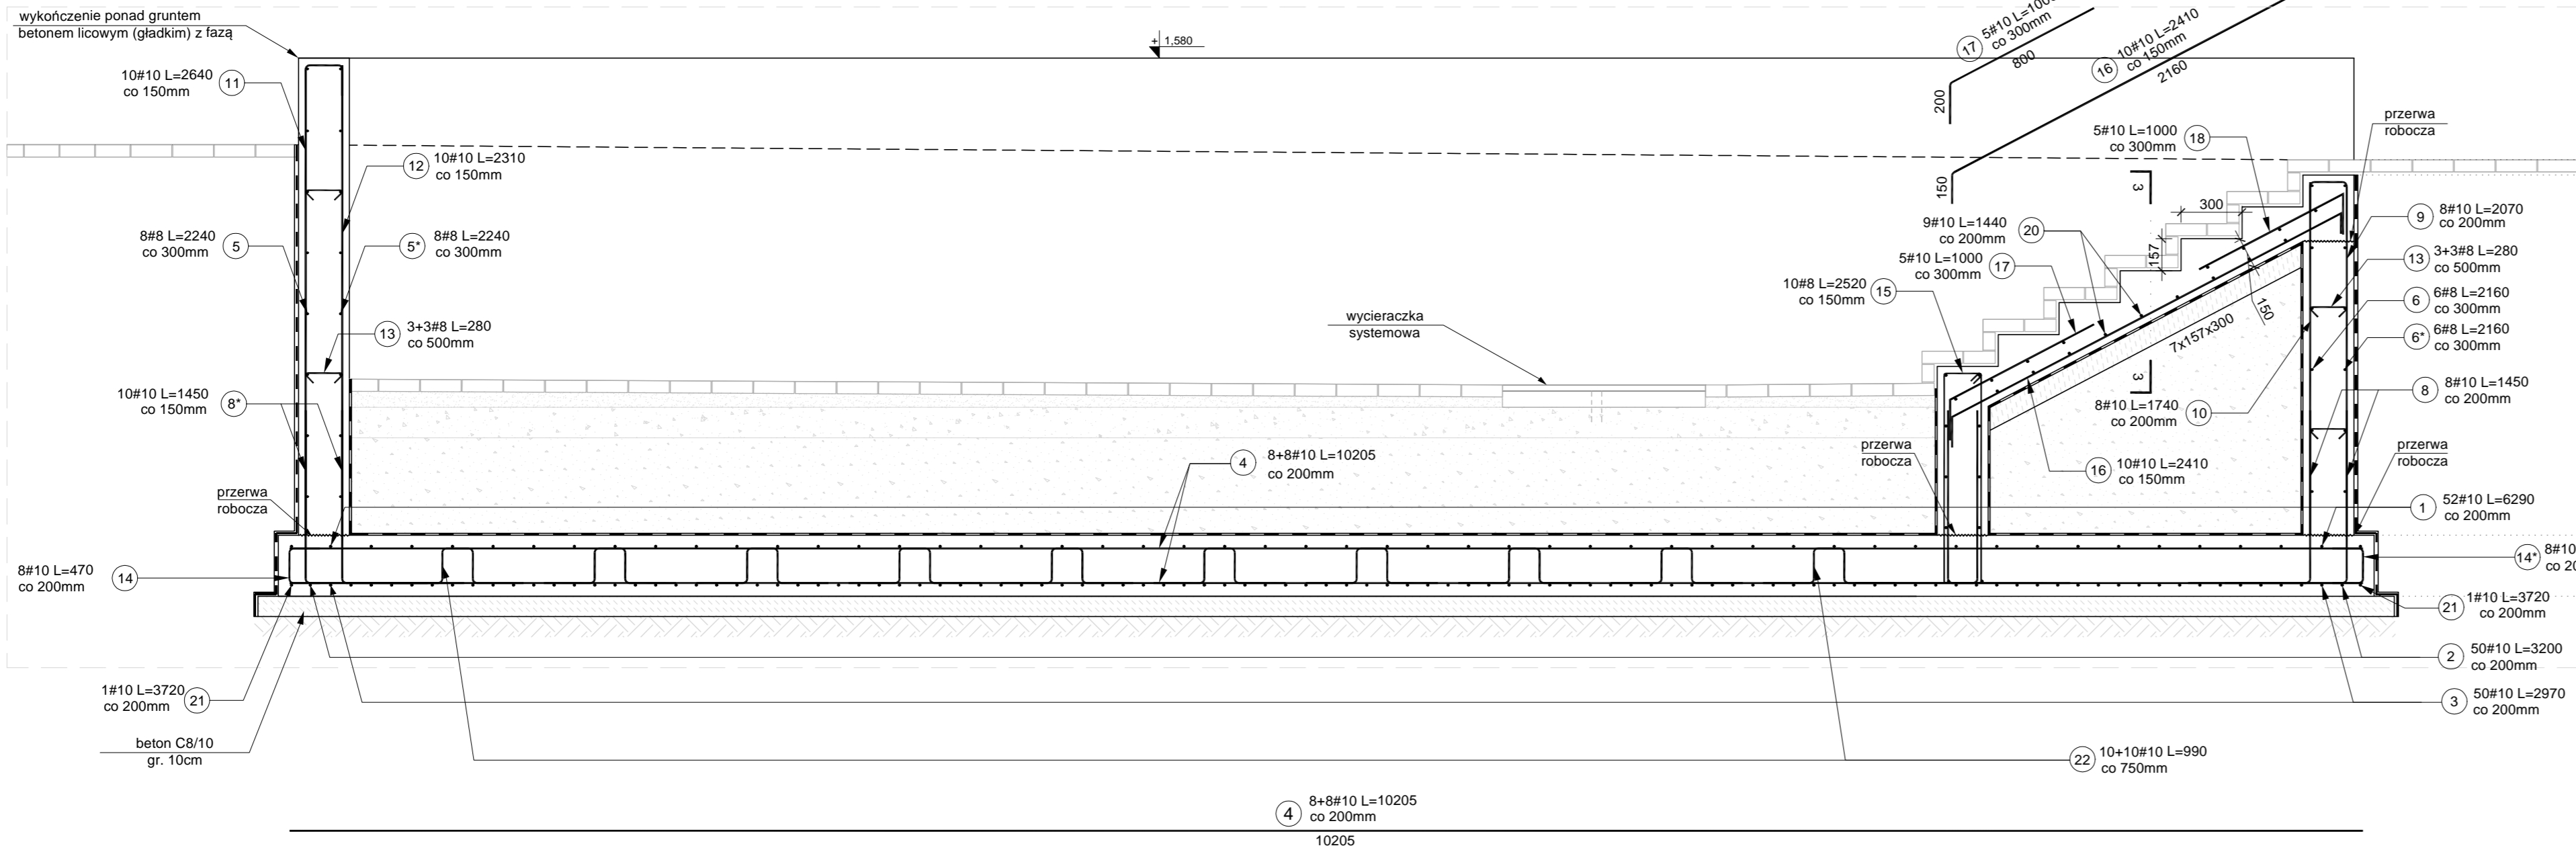 wykończenie ponad gruntem
betonem licowym (gładkim) z fazą
+ 1,580
17 5#10 L=1000
co 300mm
800
200
16 10#10 L=2410
co 150mm
2160
150
10#10 L=2640
co 150mm
11
12 10#10 L=2310
co 150mm
8#8 L=2240
co 300mm
5
5* 8#8 L=2240
co 300mm
13 3+3#8 L=280
co 500mm
10#10 L=1450
co 150mm
8*
przerwa
robocza
8#10 L=470
co 200mm
14
1#10 L=3720
co 200mm
21
beton C8/10
gr. 10cm
wycieraczka
systemowa
4 8+8#10 L=10205
co 200mm
5#10 L=1000
co 300mm
18
3
300
157
9#10 L=1440
co 200mm
20
5#10 L=1000
co 300mm
17
10#8 L=2520
co 150mm
15
150
7x157x300
3
8#10 L=1740
co 200mm
10
przerwa
robocza
16 10#10 L=2410
co 150mm
przerwa
robocza
9 8#10 L=2070
co 200mm
13 3+3#8 L=280
co 500mm
6 6#8 L=2160
co 300mm
6* 6#8 L=2160
co 300mm
8 8#10 L=1450
co 200mm
przerwa
robocza
1 52#10 L=6290
co 200mm
14* 8#10
co
21 1#10 L=3720
co 200mm
2 50#10 L=3200
co 200mm
3 50#10 L=2970
co 200mm
22 10+10#10 L=990
co 750mm
4 8+8#10 L=10205
co 200mm
10205